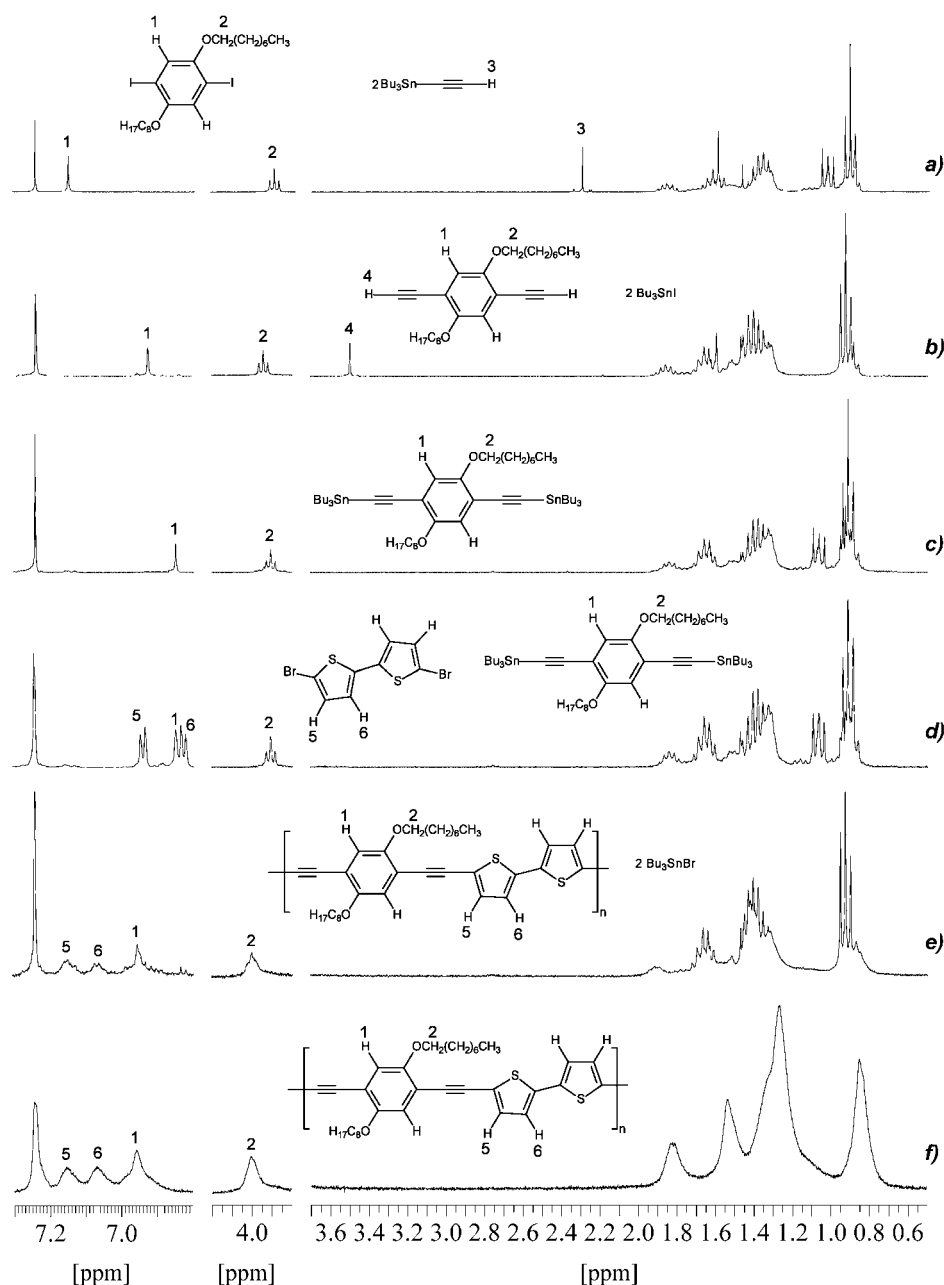 1 2
H OCH2(CH2)6CH3
3
I I 2Bu3Sn H
H17C8O H
1 2 3
a)
1 2
H OCH2(CH2)6CH3
4
H H 2 Bu3SnI
H17C8O H
1 2 4
b)
1 2
H OCH2(CH2)6CH3
Bu3Sn SnBu3
H17C8O H
1 2
c)
H H
S
Br S Br
H H
5 6
1 2
H OCH2(CH2)6CH3
Bu3Sn SnBu3
H17C8O H
5 1 6 2
d)
1 2
H OCH2(CH2)6CH3 H H
S
S n
H17C8O H H H
5 6
2 Bu3SnBr
5 6 1 2
e)
1 2
H OCH2(CH2)6CH3 H H
S
S n
H17C8O H H H
5 6
5 6 1 2
f)
7.2 7.0 4.0 3.6 3.4 3.2 3.0 2.8 2.6 2.4 2.2 2.0 1.8 1.6 1.4 1.2 1.0 0.8 0.6
[ppm] [ppm] [ppm]